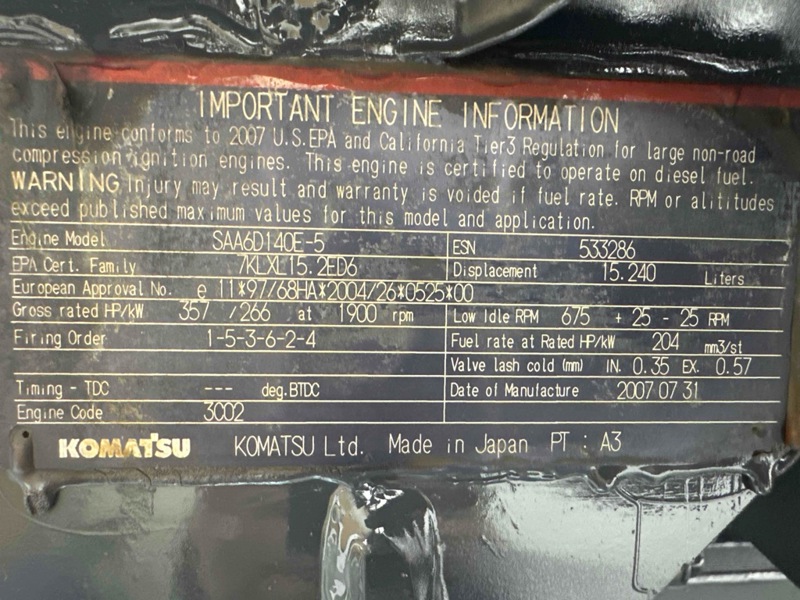 IMPORTANT ENGINE INFORMATION
This engine conforms to 2007 U.S.EPA and California Tier3 Regulation for large non-road
compression ignition engines. This engine is certified to operate on diesel fuel.
WARNING Injury may result and warranty is voided if fuel rate. RPM or alititudes
exceed published maximum values for this model and application.
Engine Model SAA6D140E-5 ESN 533286
EPA Cert. Family 7KLXL15.2ED6 Displacement 15.240 Liters
European Approval No. e 11*97/68HA*2004/26*0525*00
Gross rated HP/kW 357 /266 at 1900 rpm Low Idle RPM 675 + 25 - 25 RPM
Firing Order 1-5-3-6-2-4 Fuel rate at Rated HP/kW 204 mm3/st
Valve lash cold (mm) IN. 0.35 EX. 0.57
Timing - TDC --- deg.BTDC Date of Manufacture 2007 07 31
Engine Code 3002
KOMATSU KOMATSU Ltd. Made in Japan PT : A3